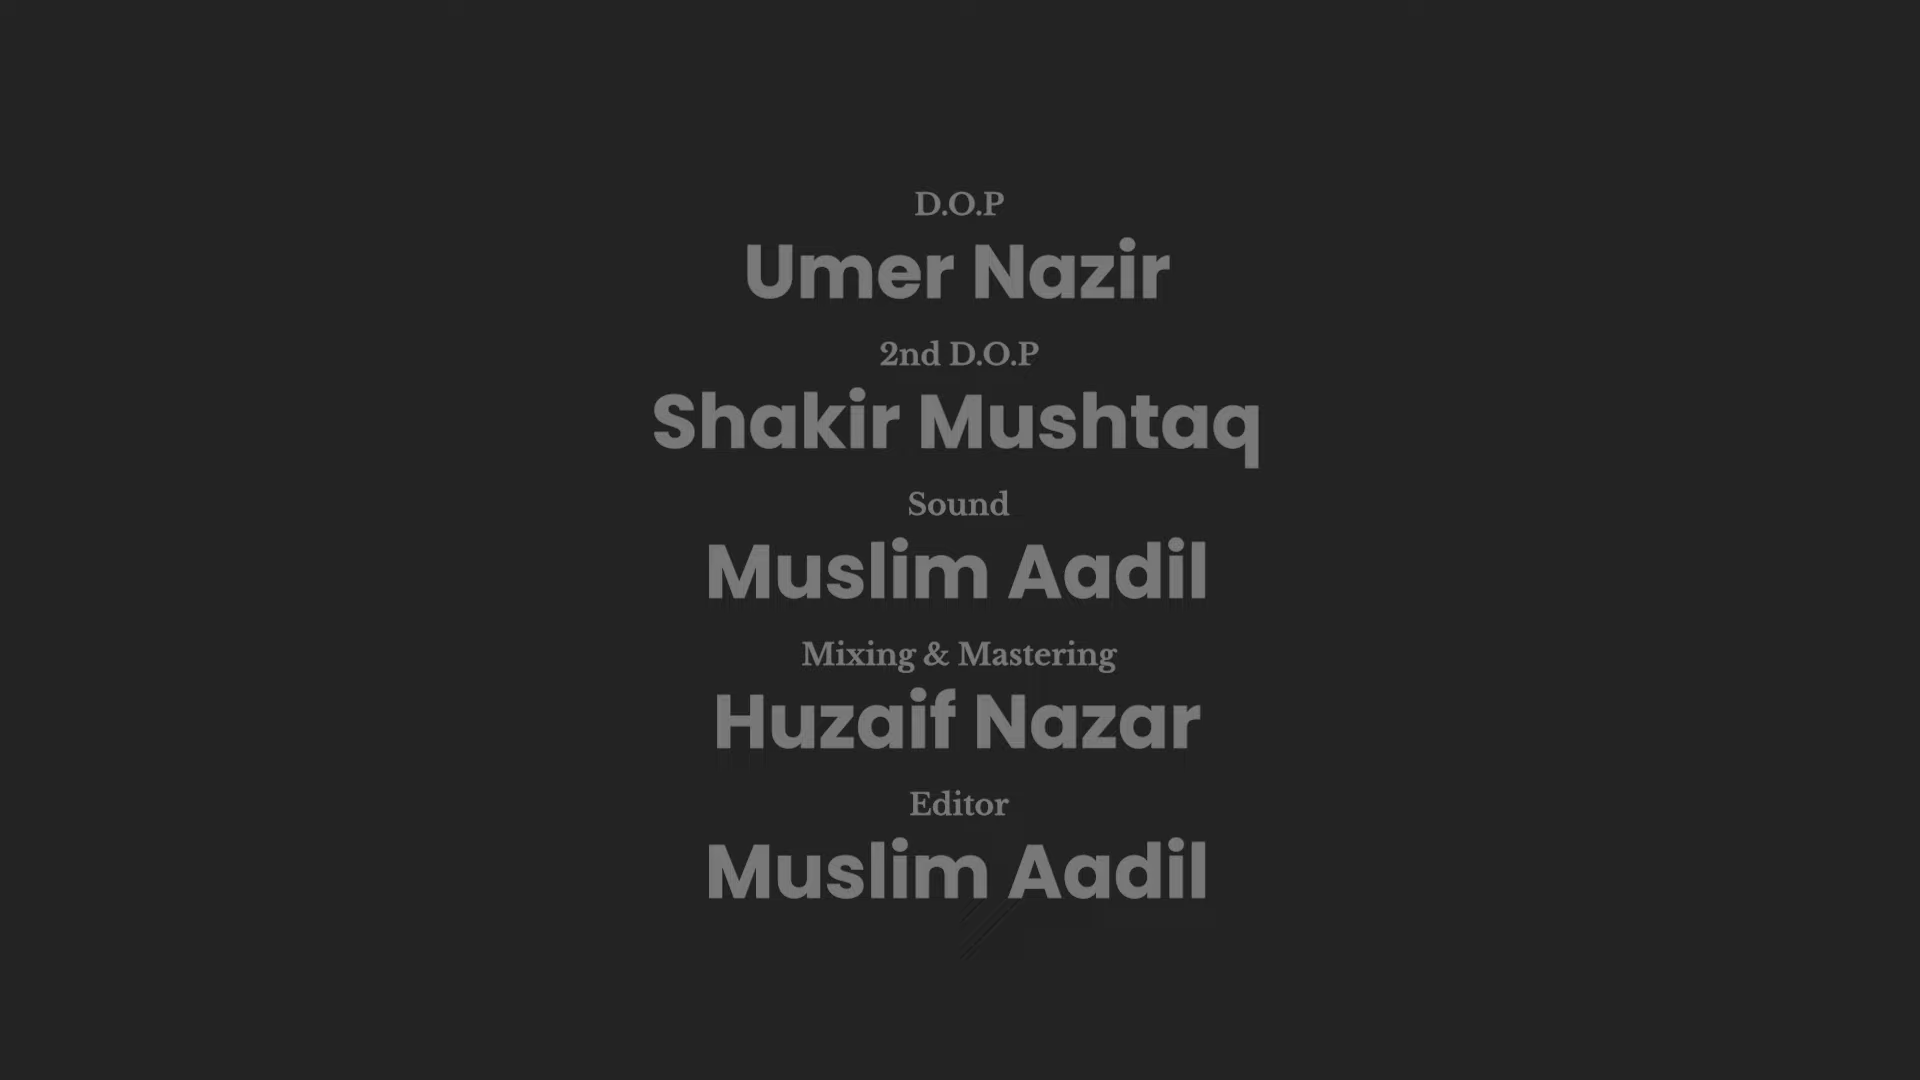 D.O.P
Umer Nazir
2nd D.O.P
Shakir Mushtaq
Sound
Muslim Aadil
Mixing & Mastering
Huzaif Nazar
Editor
Muslim Aadil